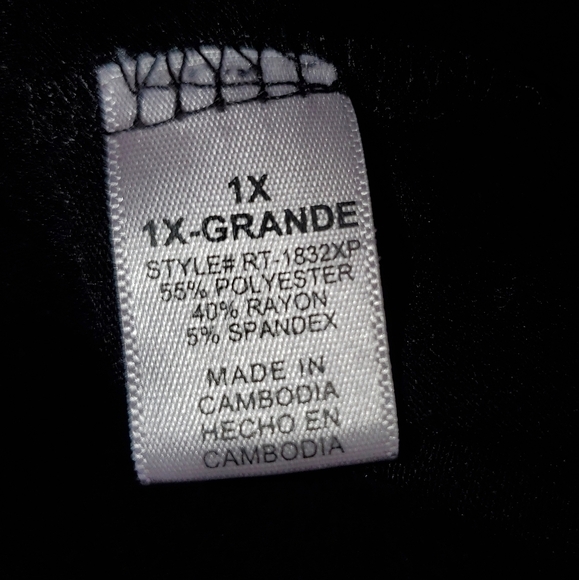 1X
1X-GRANDE
STYLE# RT-1832XP
55% POLYESTER
40% RAYON
5% SPANDEX
MADE IN
CAMBODIA
HECHO EN
CAMBODIA